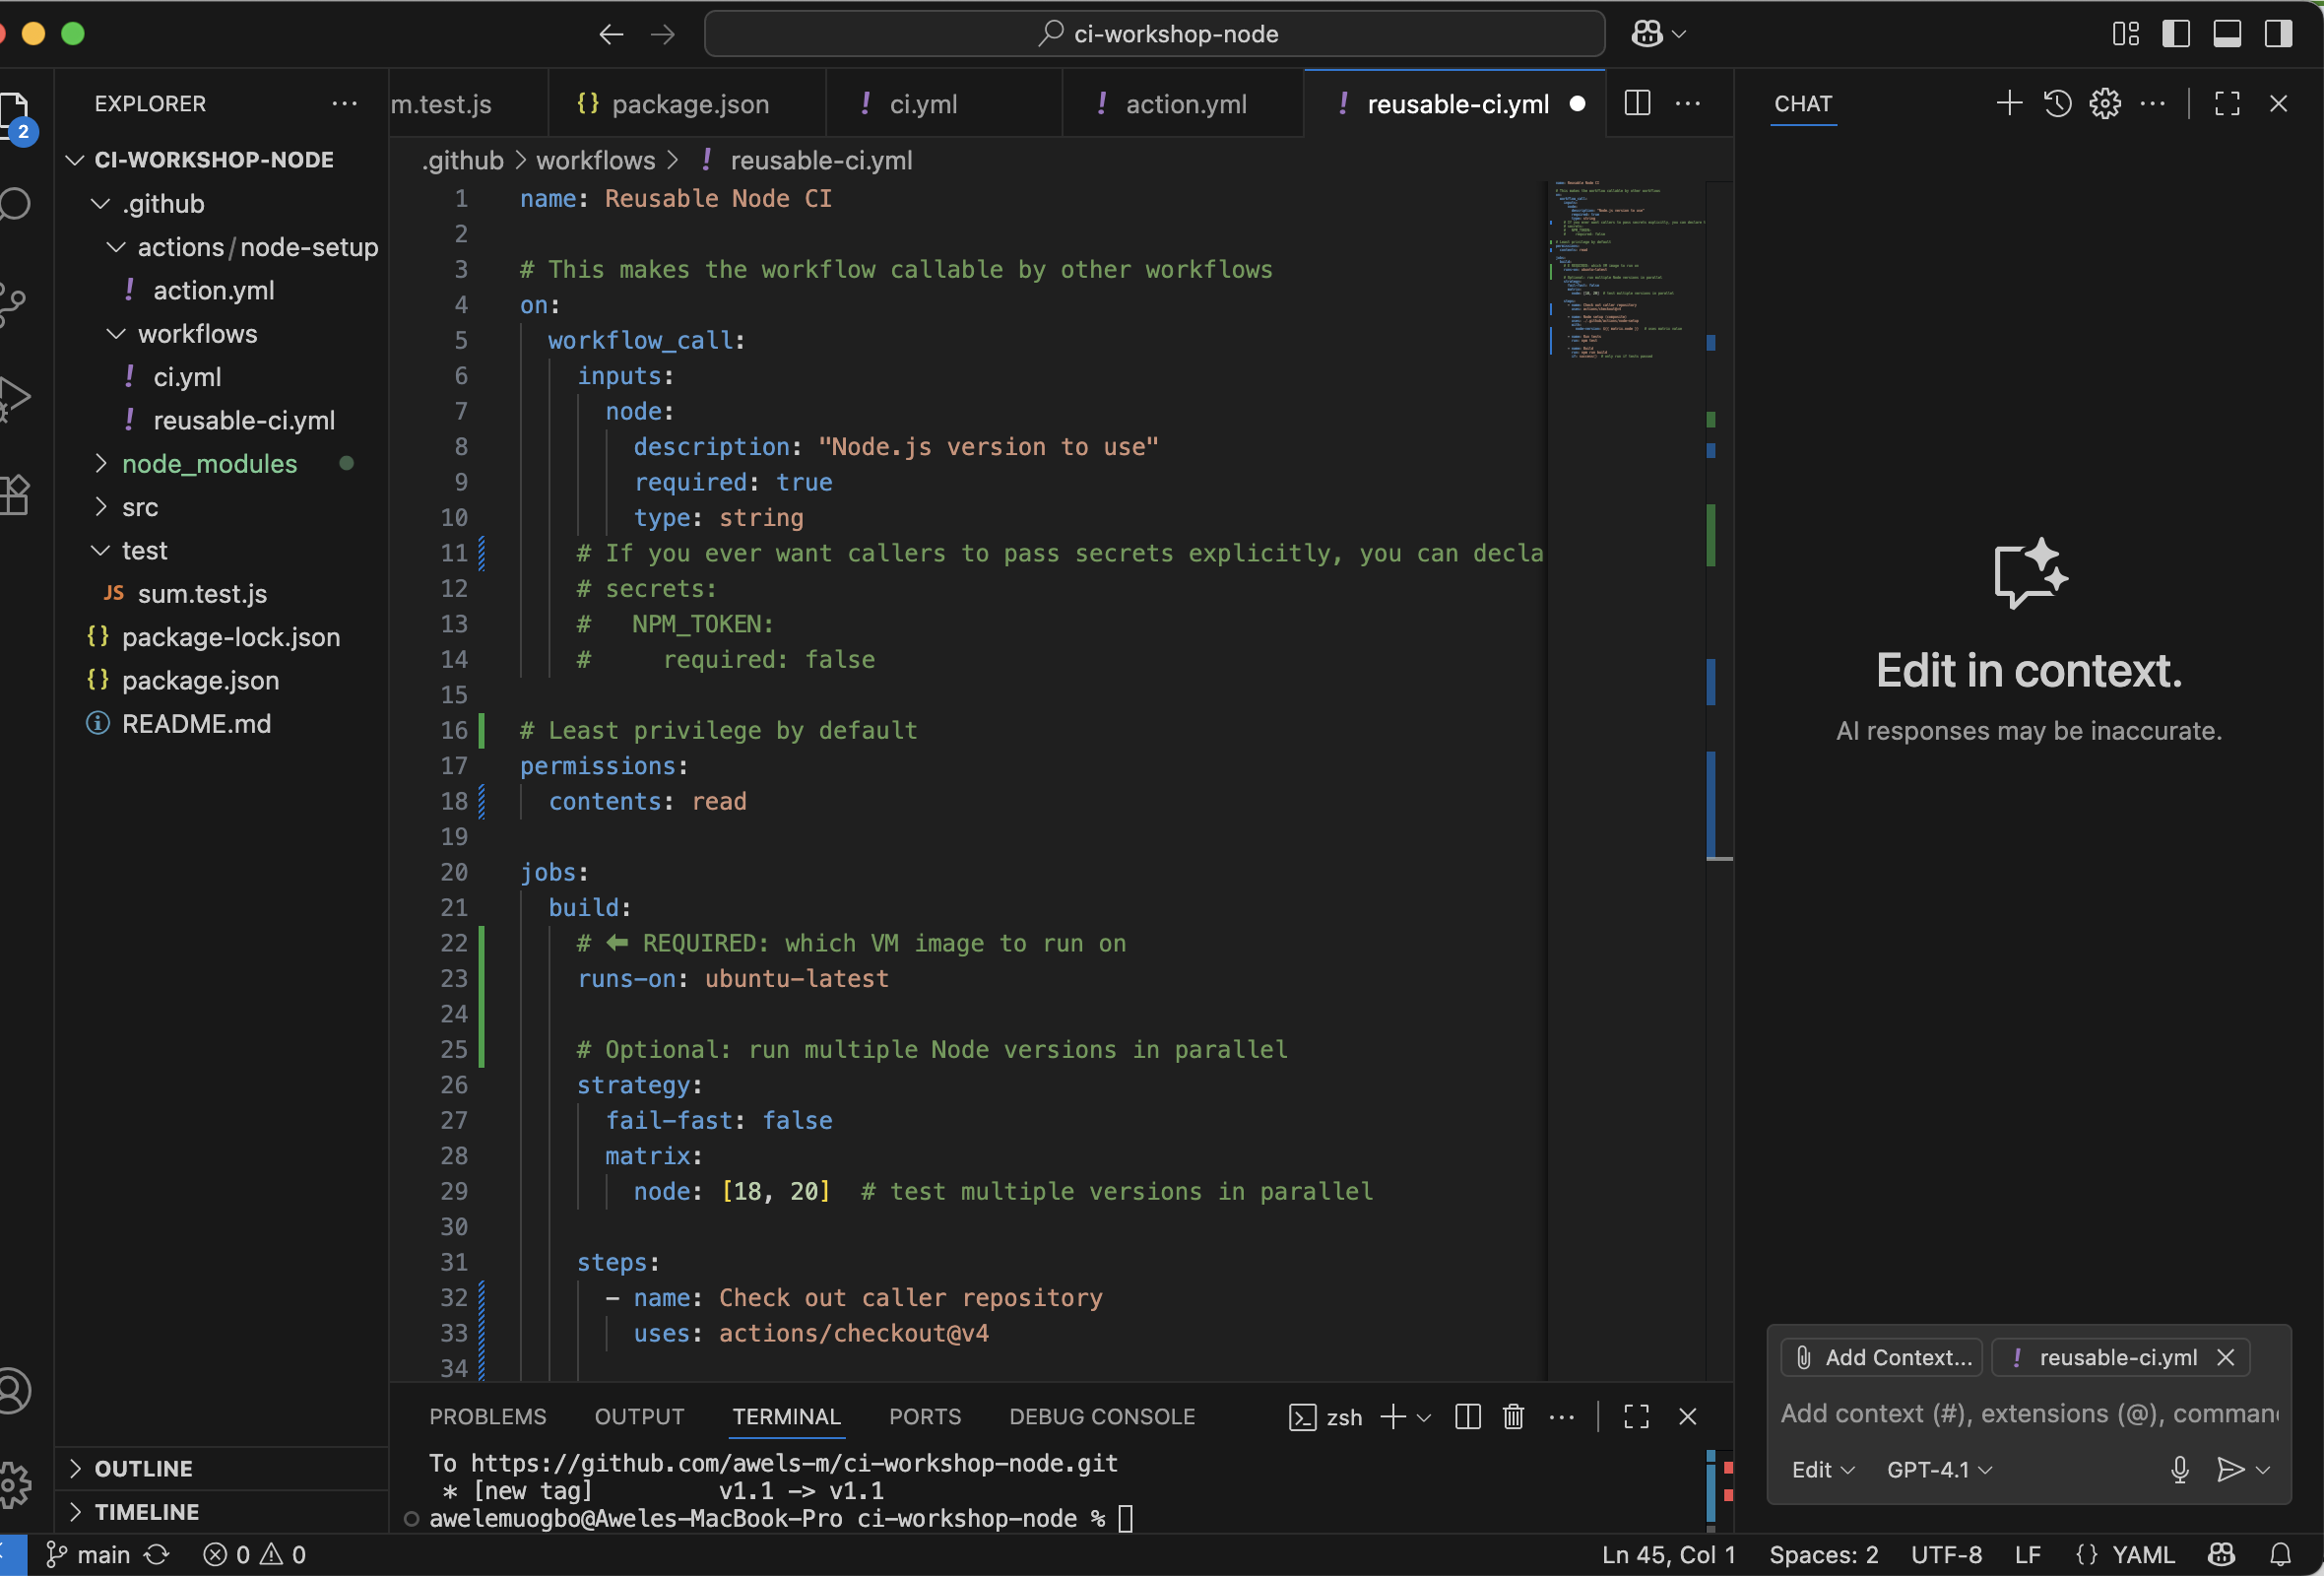 ci-workshop-node
EXPLORER
2
CI-WORKSHOP-NODE
.github
actions/node-setup
! action.yml
workflows
! ci.yml
! reusable-ci.yml
node_modules
src
test
JS sum.test.js
{} package-lock.json
{} package.json
README.md
OUTLINE
TIMELINE
m.test.js
{} package.json
! ci.yml
! action.yml
! reusable-ci.yml
.github > workflows > ! reusable-ci.yml
1 name: Reusable Node CI
2
3 # This makes the workflow callable by other workflows
4 on:
5 workflow_call:
6 inputs:
7 node:
8 description: "Node.js version to use"
9 required: true
10 type: string
11 # If you ever want callers to pass secrets explicitly, you can decla
12 # secrets:
13 # NPM_TOKEN:
14 # required: false
15
16 # Least privilege by default
17 permissions:
18 contents: read
19
20 jobs:
21 build:
22 # ⬅ REQUIRED: which VM image to run on
23 runs-on: ubuntu-latest
24
25 # Optional: run multiple Node versions in parallel
26 strategy:
27 fail-fast: false
28 matrix:
29 node: [18, 20] # test multiple versions in parallel
30
31 steps:
32 - name: Check out caller repository
33 uses: actions/checkout@v4
34
PROBLEMS OUTPUT TERMINAL PORTS DEBUG CONSOLE
zsh
To https://github.com/awels-m/ci-workshop-node.git
* [new tag] v1.1 -> v1.1
awelemuogbo@Aweles-MacBook-Pro ci-workshop-node %
CHAT
Edit in context.
AI responses may be inaccurate.
Add Context...
! reusable-ci.yml
Add context (#), extensions (@), comman
Edit
GPT-4.1
main 0 0
Ln 45, Col 1 Spaces: 2 UTF-8 LF {} YAML